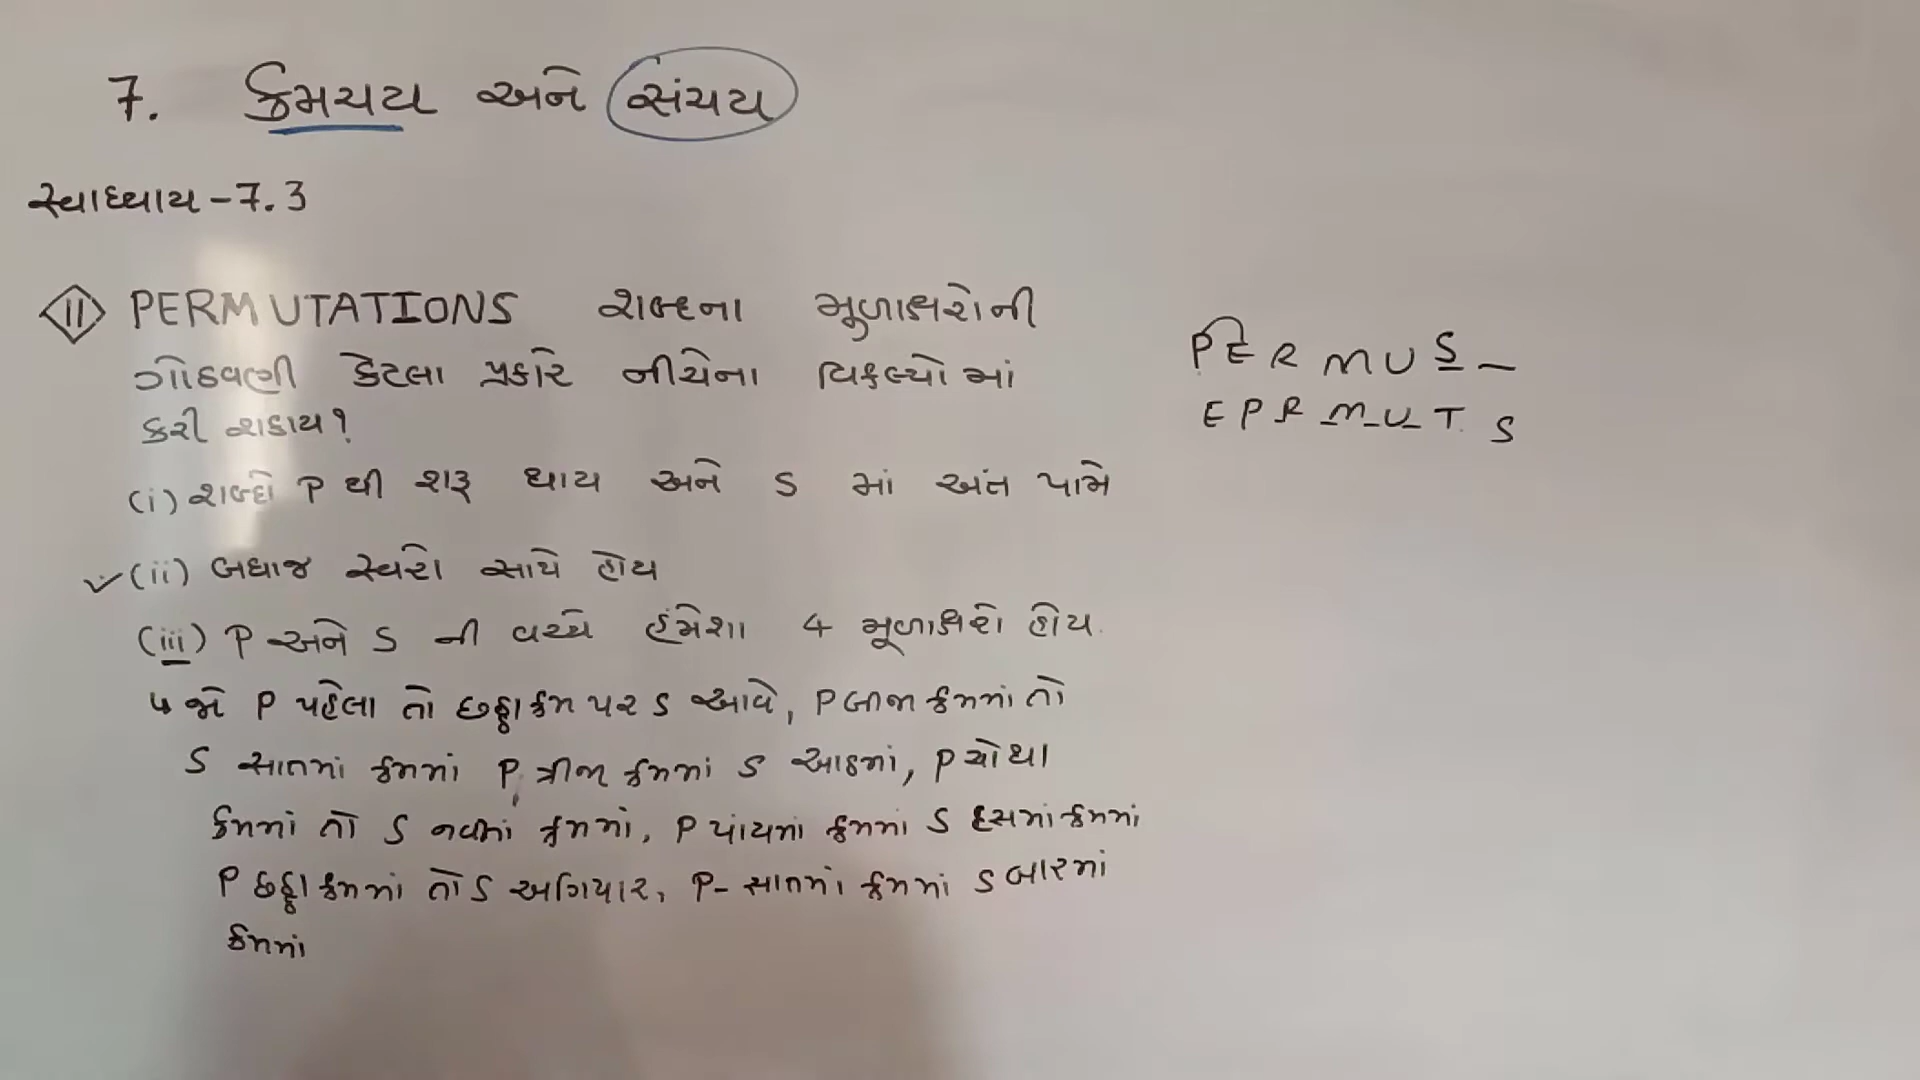 7. ક્રમચય અને સંચય
સ્વાધ્યાય - 7.3
11 PERMUTATIONS શબ્દના મૂળાક્ષરોની
ગોઠવણી કેટલા પ્રકારે નીચેના વિકલ્પો માં
કરી શકાય?
(i) શબ્દો P થી શરૂ થાય અને S માં અંત પામે
(ii) બધાજ સ્વરો સાથે હોય
(iii) P અને S ની વચ્ચે હંમેશા 4 મૂળાક્ષરો હોય.
↳ જો P પહેલા તો છઠ્ઠા ક્રમ પર S આવે, P બીજા ક્રમમાં તો
S સાતમાં ક્રમમાં P ત્રીજા ક્રમમાં S આઠમાં, P ચોથા
ક્રમમાં તો S નવમાં ક્રમમાં, P પાંચમાં ક્રમમાં S દસમાં ક્રમમાં
P છઠ્ઠા ક્રમમાં તો S અગિયાર, P - સાતમાં ક્રમમાં S બારમાં
ક્રમમાં
P E R M U S _
E P R M U T S